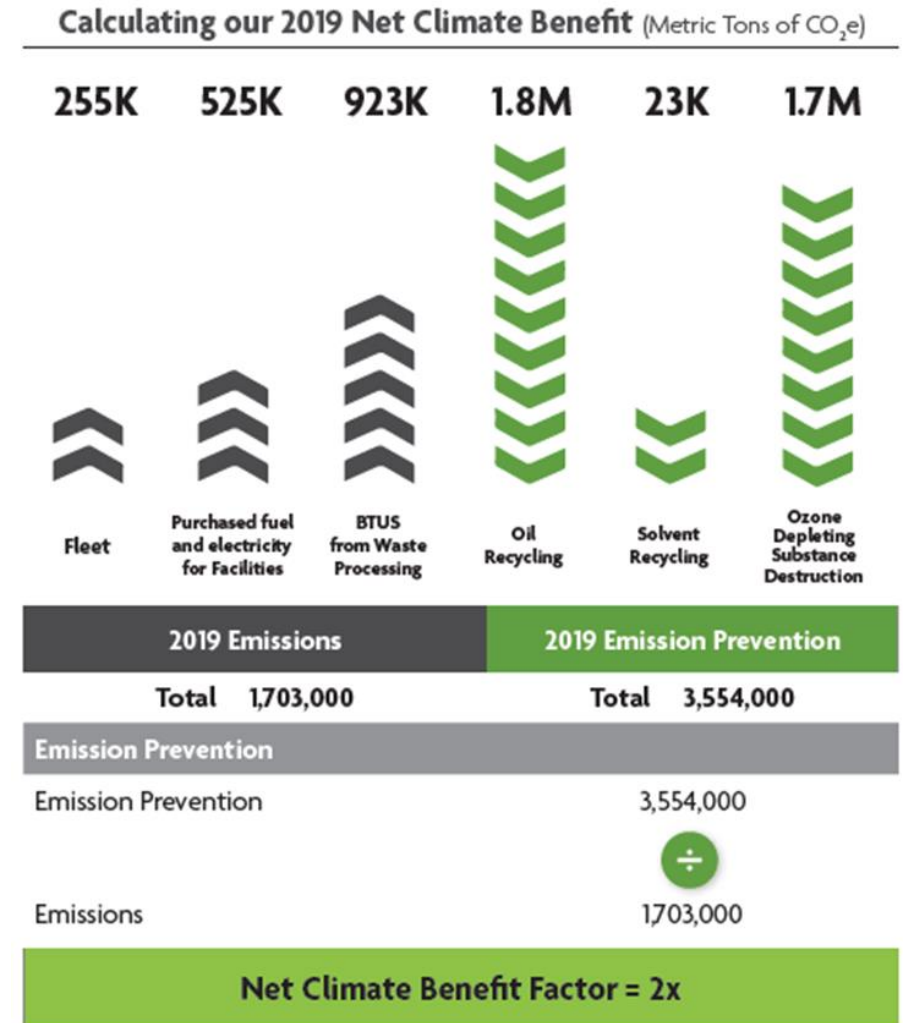 Calculating our 2019 Net Climate Benefit (Metric Tons of CO₂e)
255K 525K 923K 1.8M 23K 1.7M
Fleet
Purchased fuel
and electricity
for Facilities
BTUS
from Waste
Processing
Oil
Recycling
Solvent
Recycling
Ozone
Depleting
Substance
Destruction
2019 Emissions
2019 Emission Prevention
Total 1,703,000
Total 3,554,000
Emission Prevention
Emission Prevention 3,554,000
÷
Emissions 1,703,000
Net Climate Benefit Factor = 2x